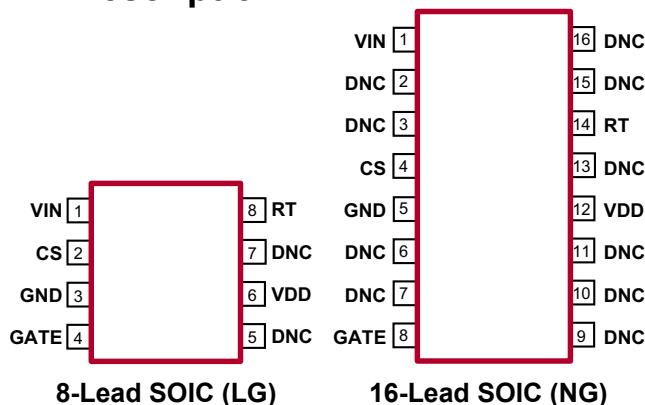 VIN 1
CS 2
GND 3
GATE 4
8 RT
7 DNC
6 VDD
5 DNC
8-Lead SOIC (LG)
VIN 1
DNC 2
DNC 3
CS 4
GND 5
DNC 6
DNC 7
GATE 8
16 DNC
15 DNC
14 RT
13 DNC
12 VDD
11 DNC
10 DNC
9 DNC
16-Lead SOIC (NG)